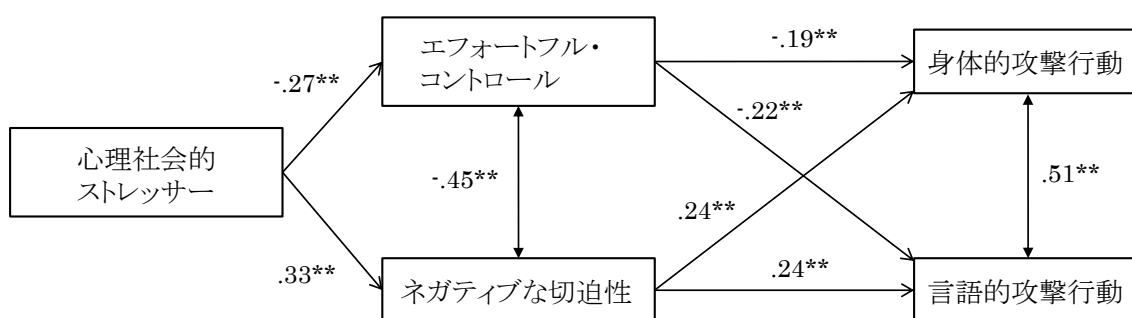 エフォートフル・
コントロール
-.19**
身体的攻撃行動
-.27**
-.22**
心理社会的
ストレッサー
-.45**
.51**
.24**
.33**
ネガティブな切迫性
.24**
言語的攻撃行動